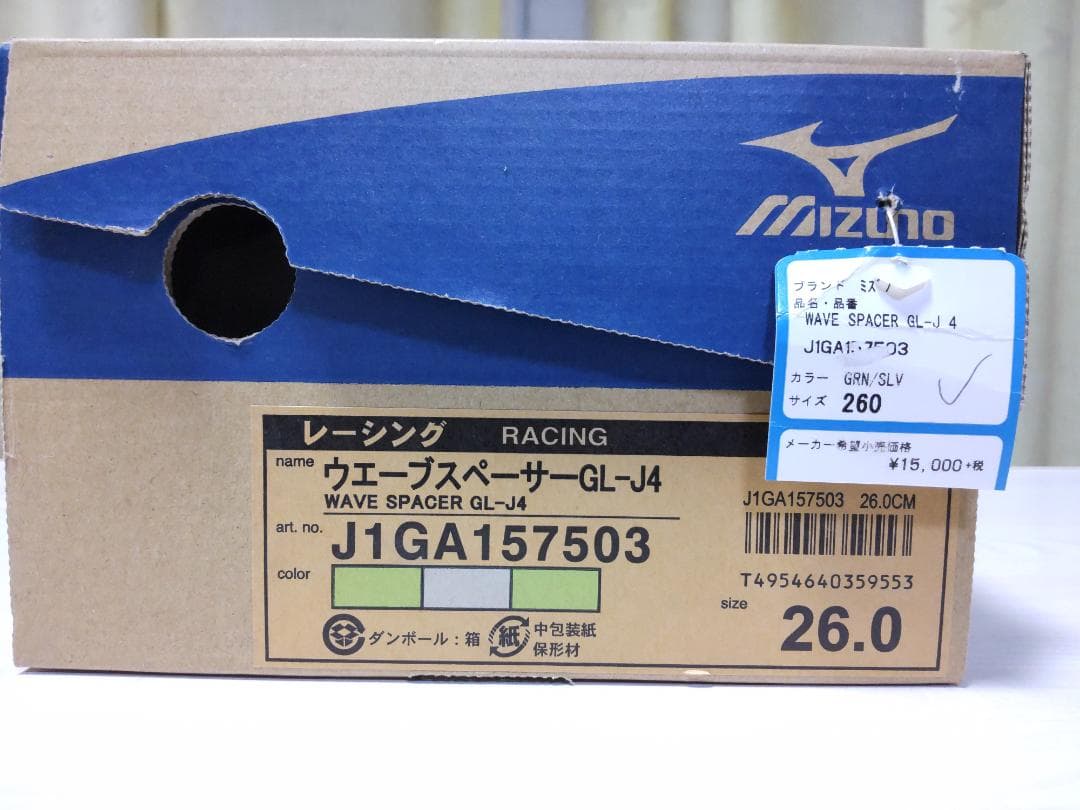 MIZUNO
ブランド ミズノ
品名・品番
WAVE SPACER GL-J 4
J1GA157503
カラー GRN/SLV
サイズ 260
メーカー希望小売価格
¥15,000+税
レーシング RACING
name ウエーブスペーサーGL-J4
WAVE SPACER GL-J4
art. no. J1GA157503
color
J1GA157503 26.0CM
T4954640359553
size 26.0
ダンボール:箱
紙 中包装紙
保形材